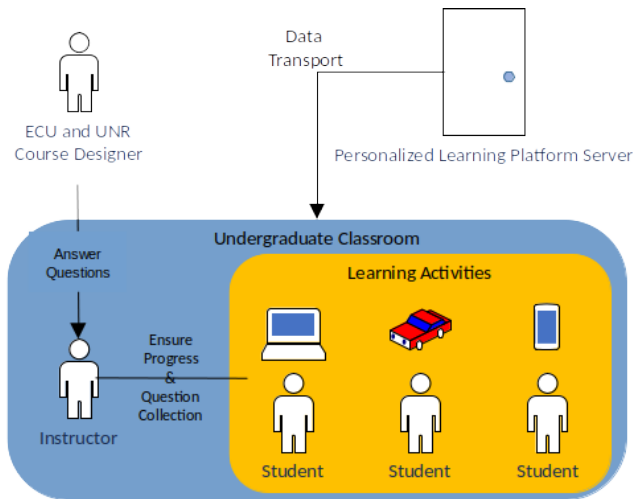 Data
Transport
ECU and UNR
Course Designer
Personalized Learning Platform Server
Undergraduate Classroom
Answer
Questions
Learning Activities
Ensure
Progress
&
Question
Collection
Instructor
Student
Student
Student